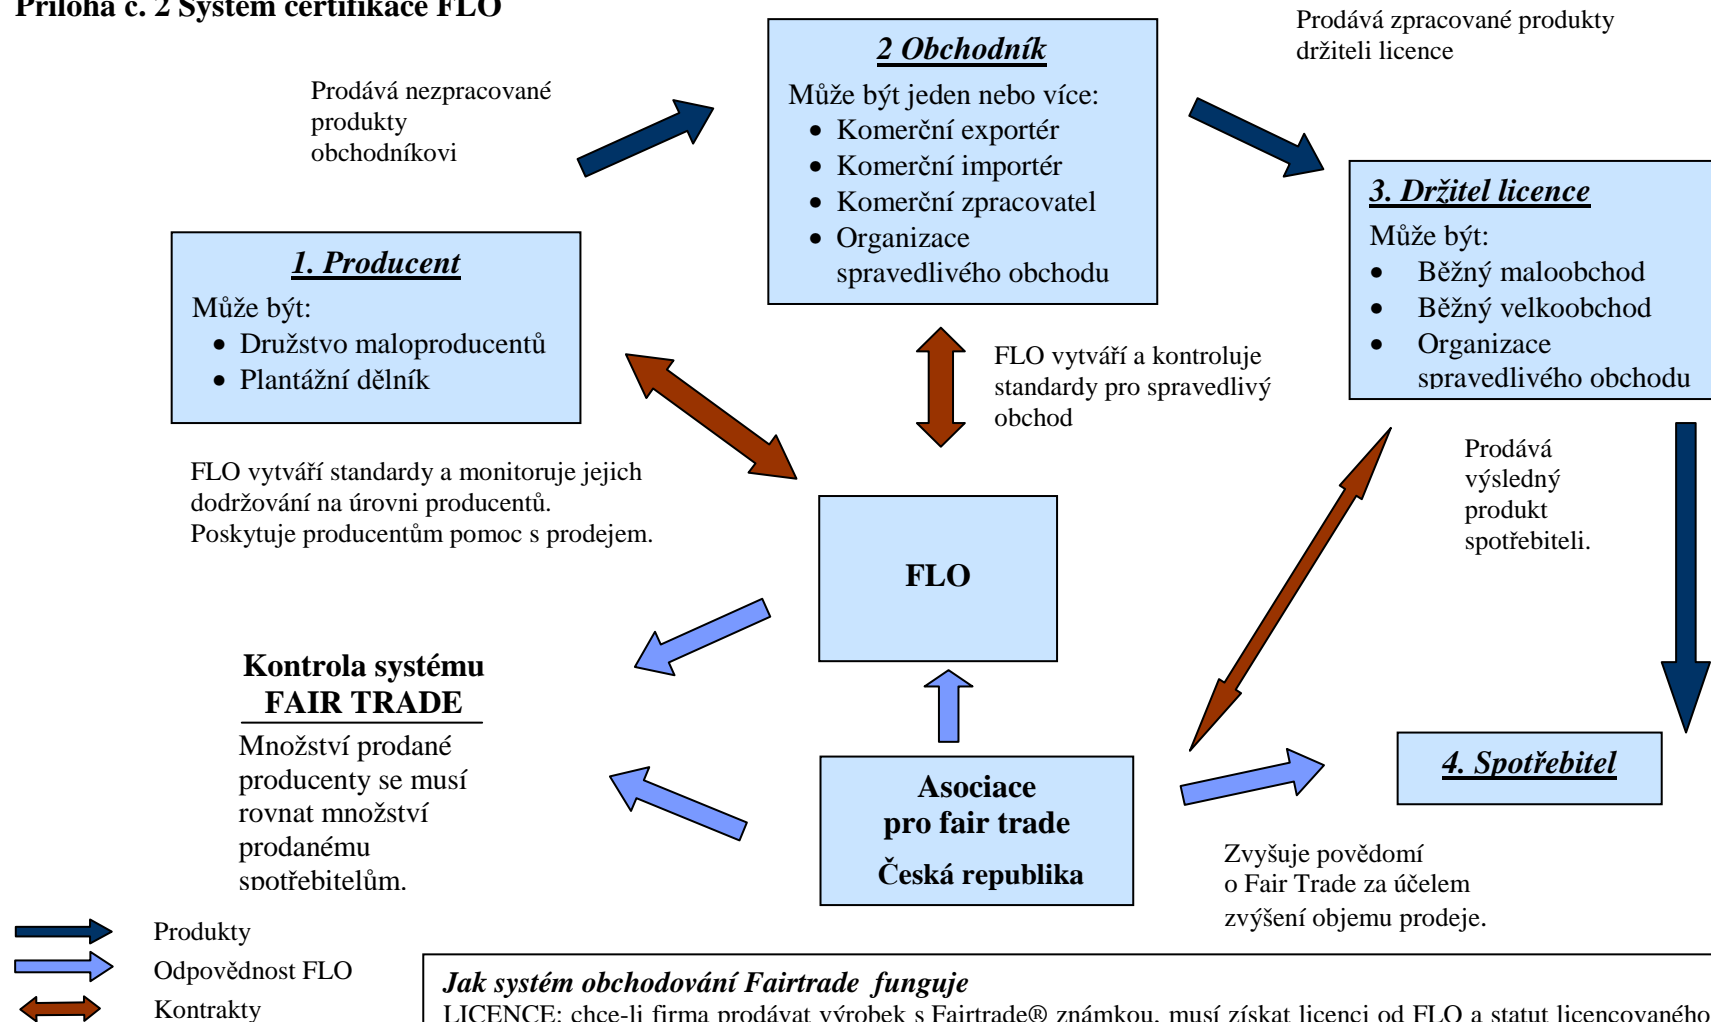 Příloha č. 2 Systém certifikace FLO
Prodává nezpracované
produkty
obchodníkovi
2 Obchodník
Může být jeden nebo více:
• Komerční exportér
• Komerční importér
• Komerční zpracovatel
• Organizace
spravedlivého obchodu
Prodává zpracované produkty
držiteli licence
1. Producent
Může být:
• Družstvo maloproducentů
• Plantážní dělník
3. Držitel licence
Může být:
• Běžný maloobchod
• Běžný velkoobchod
• Organizace
spravedlivého obchodu
FLO vytváří a kontroluje
standardy pro spravedlivý
obchod
FLO vytváří standardy a monitoruje jejich
dodržování na úrovni producentů.
Poskytuje producentům pomoc s prodejem.
Prodává
výsledný
produkt
spotřebiteli.
FLO
Kontrola systému
FAIR TRADE
Množství prodané
producenty se musí
rovnat množství
prodanému
spotřebitelům.
Asociace
pro fair trade
Česká republika
4. Spotřebitel
Zvyšuje povědomí
o Fair Trade za účelem
zvýšení objemu prodeje.
Produkty
Odpovědnost FLO
Kontrakty
Jak systém obchodování Fairtrade funguje
LICENCE: chce-li firma prodávat výrobek s Fairtrade® známkou, musí získat licenci od FLO a statut licencovaného